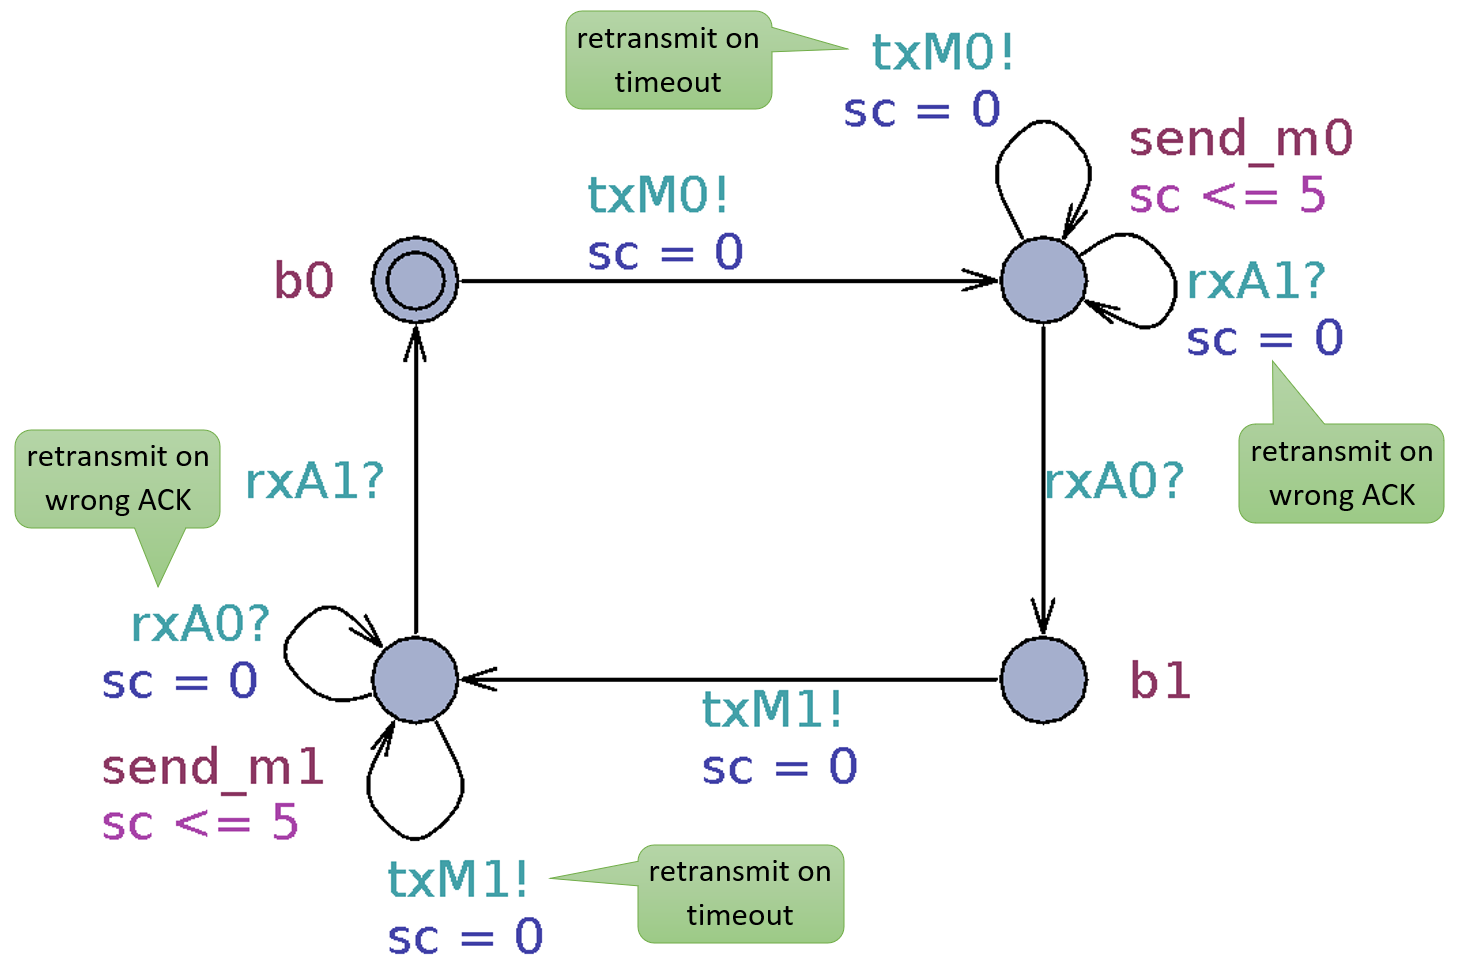 retransmit on
timeout
txM0!
sc = 0
send_m0
sc <= 5
txM0!
sc = 0
b0
rxA1?
sc = 0
retransmit on
wrong ACK
rxA1?
rxA0?
retransmit on
wrong ACK
rxA0?
sc = 0
b1
txM1!
sc = 0
send_m1
sc <= 5
txM1!
sc = 0
retransmit on
timeout